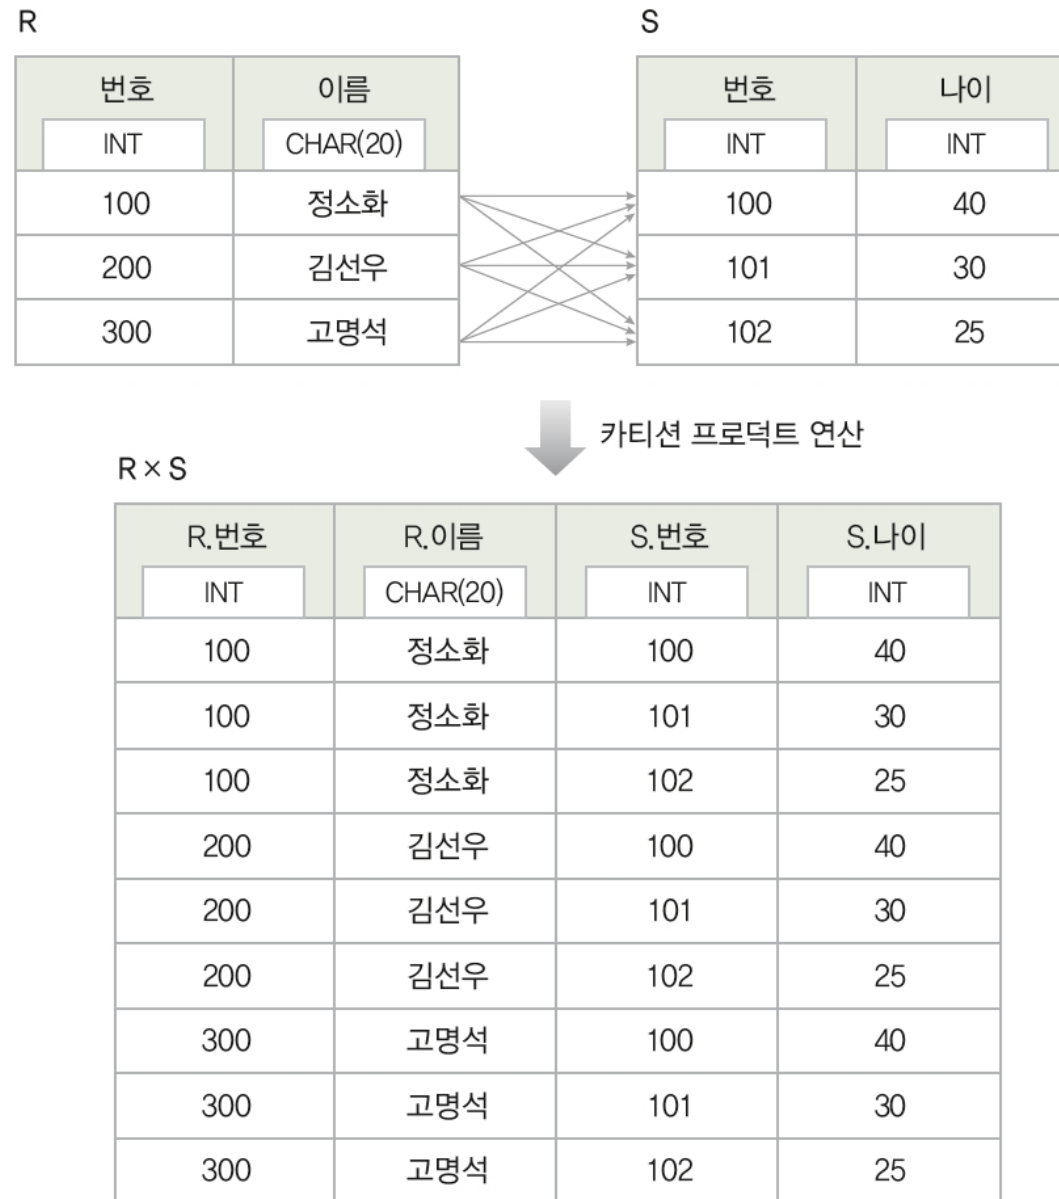 R
S
번호 이름
INT CHAR(20)
100 정소화
200 김선우
300 고명석
번호 나이
INT INT
100 40
101 30
102 25
카티션 프로덕트 연산
R × S
R.번호 R.이름 S.번호 S.나이
INT CHAR(20) INT INT
100 정소화 100 40
100 정소화 101 30
100 정소화 102 25
200 김선우 100 40
200 김선우 101 30
200 김선우 102 25
300 고명석 100 40
300 고명석 101 30
300 고명석 102 25